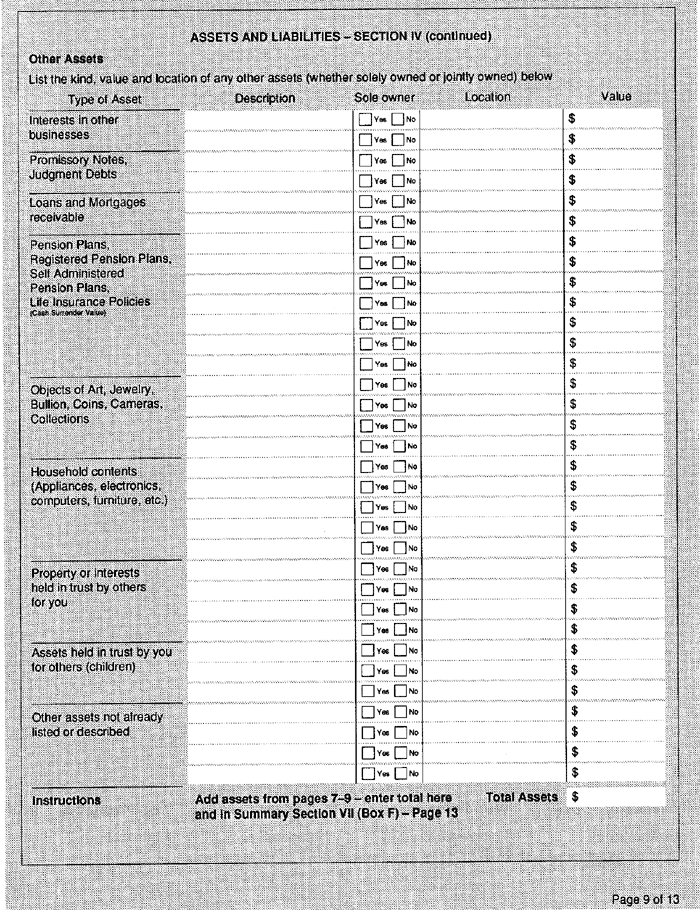 ASSETS AND LIABILITIES – SECTION IV (continued)
Other Assets
List the kind, value and location of any other assets (whether solely owned or jointly owned) below
Type of Asset Description Sole owner Location Value
Interests in other Yes No $
businesses Yes No $
Promissory Notes, Yes No $
Judgment Debts Yes No $
Loans and Mortgages Yes No $
receivable Yes No $
Pension Plans, Yes No $
Registered Pension Plans, Yes No $
Self Administered Yes No $
Pension Plans,
Life Insurance Policies Yes No $
(Cash Surrender Value) Yes No $
Yes No $
Yes No $
Objects of Art, Jewelry, Yes No $
Bullion, Coins, Cameras, Yes No $
Collections Yes No $
Yes No $
Household contents Yes No $
(Appliances, electronics, Yes No $
computers, furniture, etc.) Yes No $
Yes No $
Yes No $
Property or interests Yes No $
held in trust by others Yes No $
for you Yes No $
Yes No $
Assets held in trust by you Yes No $
for others (children) Yes No $
Yes No $
Other assets not already Yes No $
listed or described Yes No $
Yes No $
Yes No $
Instructions Add assets from pages 7–9 – enter total here Total Assets $
and in Summary Section VII (Box F) – Page 13
Page 9 of 13